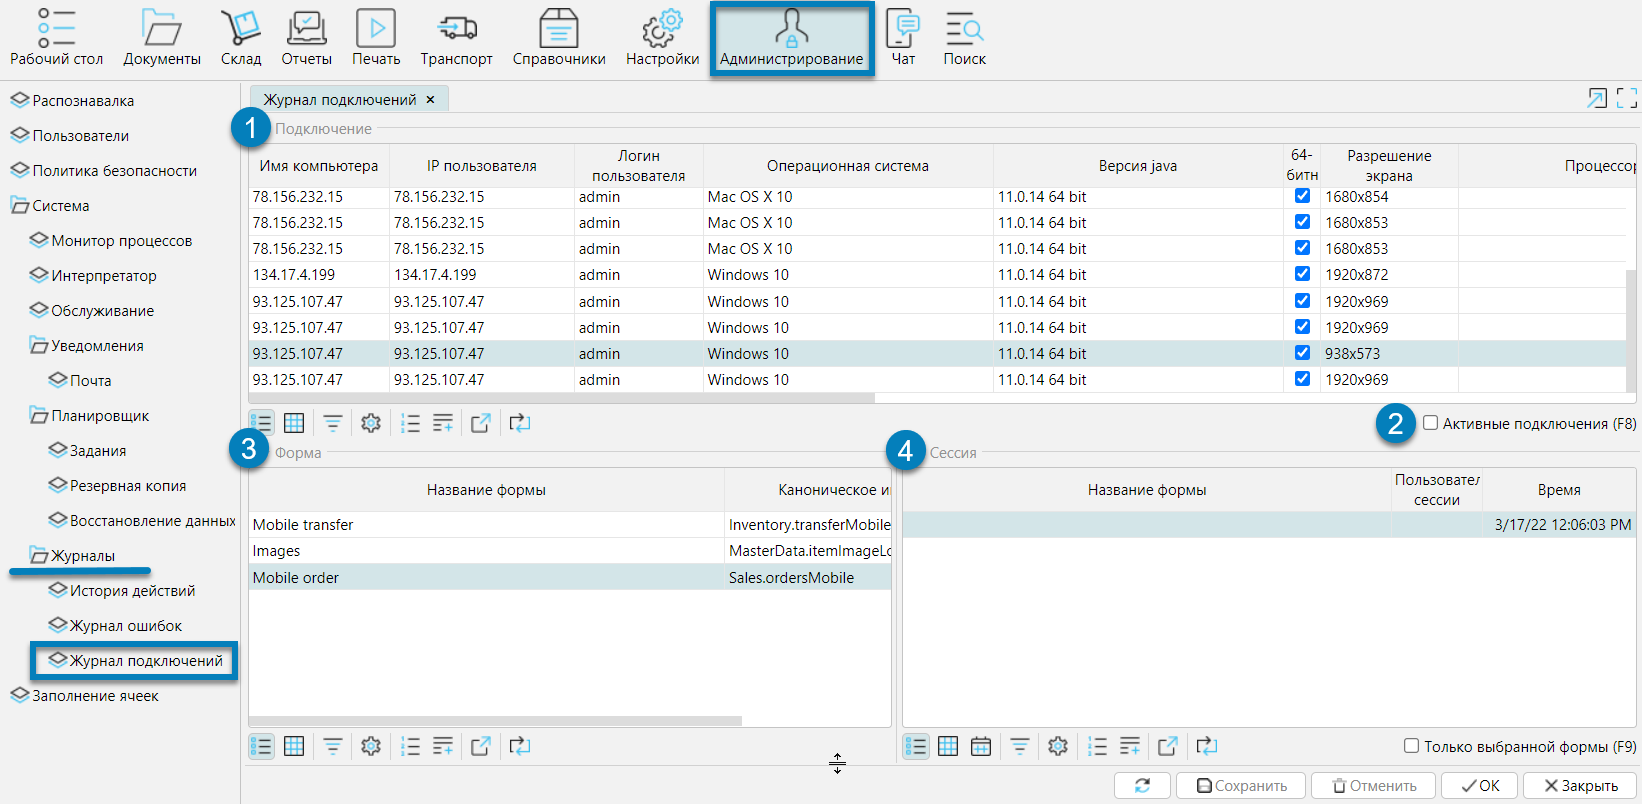 Рабочий стол Документы Склад Отчеты Печать Транспорт Справочники Настройки Администрирование Чат Поиск
Распознавалка
Пользователи
Политика безопасности
Система
Монитор процессов
Интерпретатор
Обслуживание
Уведомления
Почта
Планировщик
Задания
Резервная копия
Восстановление данных
Журналы
История действий
Журнал ошибок
Журнал подключений
Заполнение ячеек
Журнал подключений ×
1 Подключение
Имя компьютера IP пользователя Логин пользователя Операционная система Версия java 64-битн Разрешение экрана Процессор
78.156.232.15 78.156.232.15 admin Mac OS X 10 11.0.14 64 bit 1680x854
78.156.232.15 78.156.232.15 admin Mac OS X 10 11.0.14 64 bit 1680x853
78.156.232.15 78.156.232.15 admin Mac OS X 10 11.0.14 64 bit 1680x853
134.17.4.199 134.17.4.199 admin Windows 10 11.0.14 64 bit 1920x872
93.125.107.47 93.125.107.47 admin Windows 10 11.0.14 64 bit 1920x969
93.125.107.47 93.125.107.47 admin Windows 10 11.0.14 64 bit 1920x969
93.125.107.47 93.125.107.47 admin Windows 10 11.0.14 64 bit 938x573
93.125.107.47 93.125.107.47 admin Windows 10 11.0.14 64 bit 1920x969
2 Активные подключения (F8)
3 Форма
Название формы Каноническое и
Mobile transfer Inventory.transferMobile
Images MasterData.itemImageLo
Mobile order Sales.ordersMobile
4 Сессия
Название формы Пользовател сессии Время
3/17/22 12:06:03 PM
Только выбранной формы (F9)
Сохранить Отменить OK Закрыть